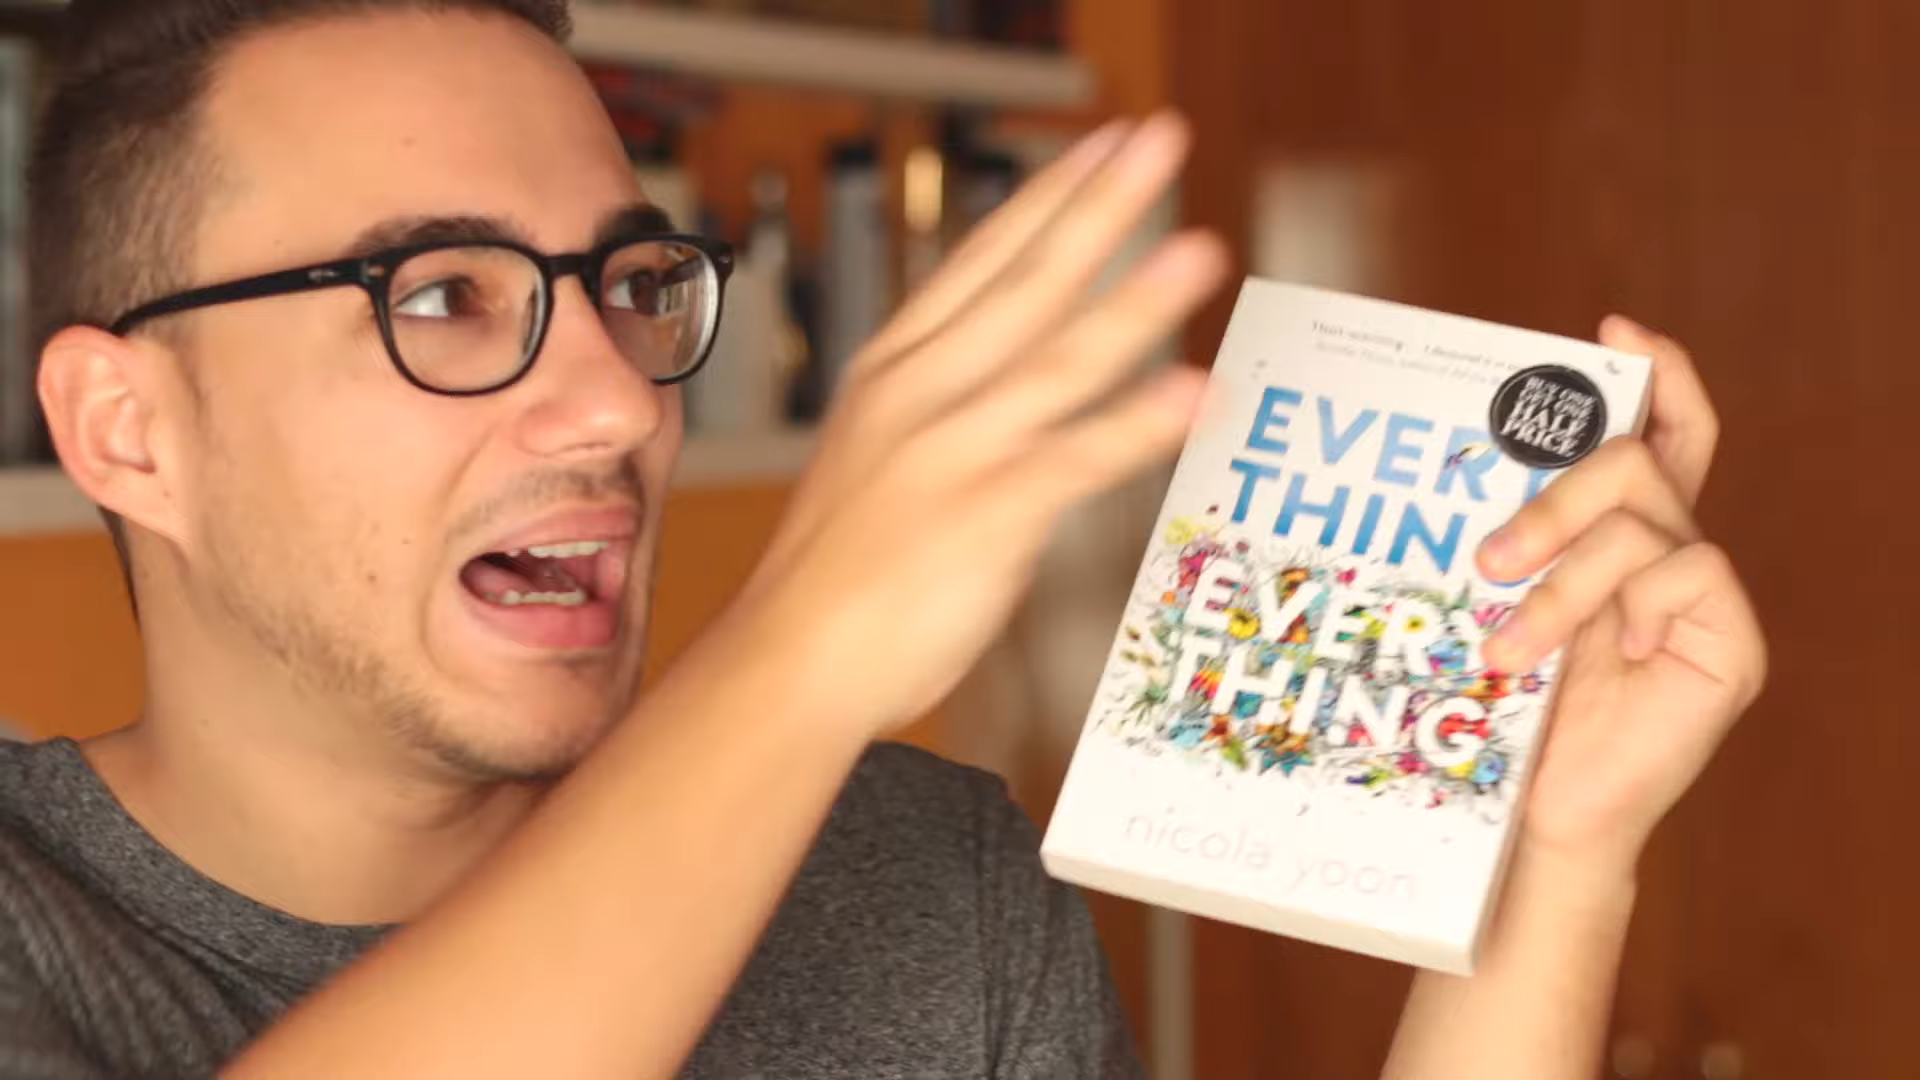 EVERY
THING
EVERY
THING
BUY ONE
GET ONE
HALF
PRICE
nicola yoon